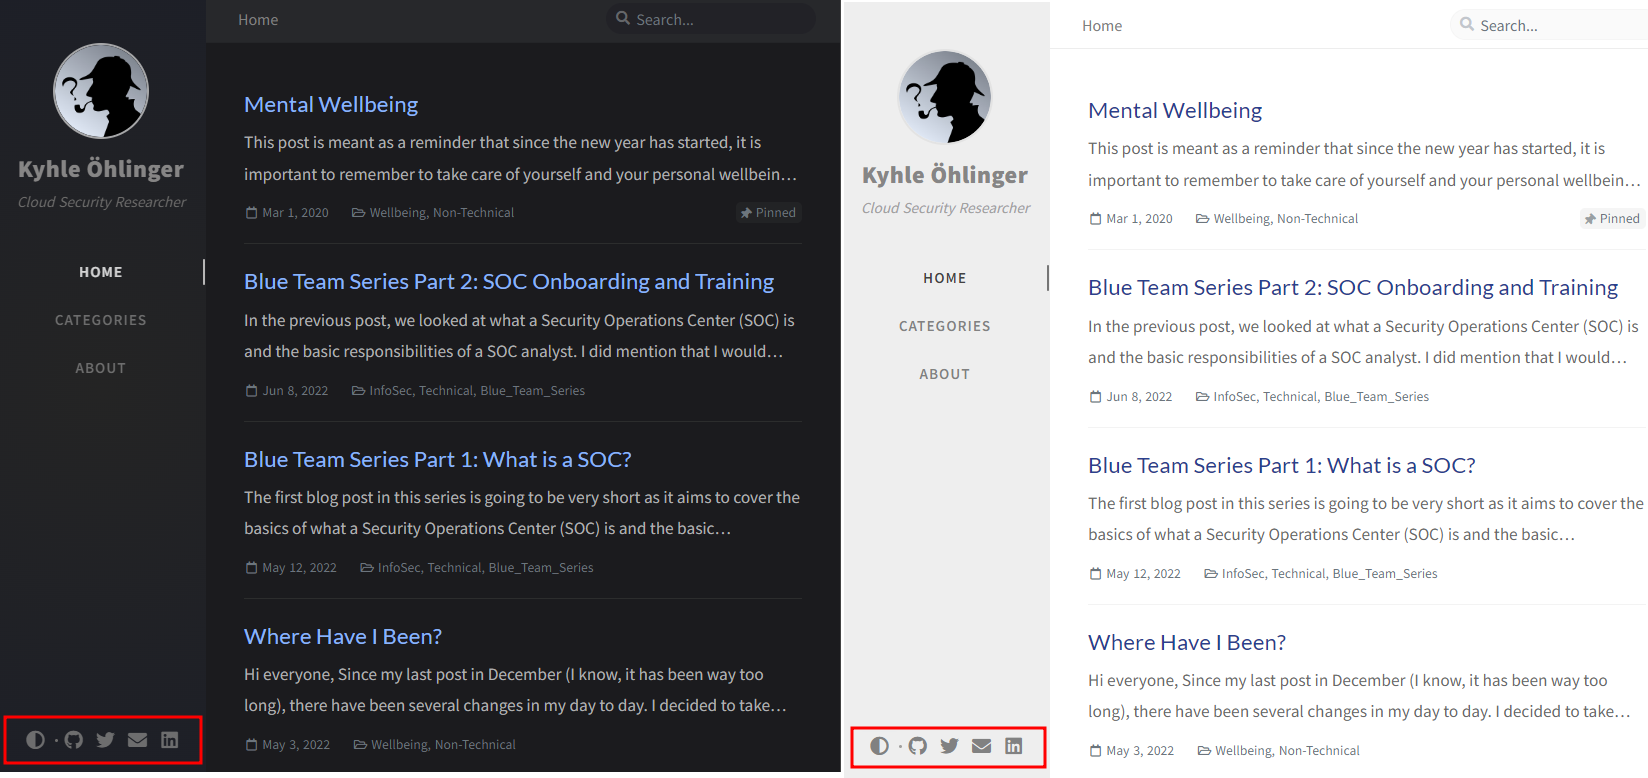 Home
Search...
Kyhle Öhlinger
Cloud Security Researcher
HOME
CATEGORIES
ABOUT
Mental Wellbeing
This post is meant as a reminder that since the new year has started, it is
important to remember to take care of yourself and your personal wellbein…
Mar 1, 2020
Wellbeing, Non-Technical
Pinned
Blue Team Series Part 2: SOC Onboarding and Training
In the previous post, we looked at what a Security Operations Center (SOC) is
and the basic responsibilities of a SOC analyst. I did mention that I would…
Jun 8, 2022
InfoSec, Technical, Blue_Team_Series
Blue Team Series Part 1: What is a SOC?
The first blog post in this series is going to be very short as it aims to cover the
basics of what a Security Operations Center (SOC) is and the basic…
May 12, 2022
InfoSec, Technical, Blue_Team_Series
Where Have I Been?
Hi everyone, Since my last post in December (I know, it has been way too
long), there have been several changes in my day to day. I decided to take…
May 3, 2022
Wellbeing, Non-Technical
Home
Search...
Kyhle Öhlinger
Cloud Security Researcher
HOME
CATEGORIES
ABOUT
Mental Wellbeing
This post is meant as a reminder that since the new year has started, it is
important to remember to take care of yourself and your personal wellbein…
Mar 1, 2020
Wellbeing, Non-Technical
Pinned
Blue Team Series Part 2: SOC Onboarding and Training
In the previous post, we looked at what a Security Operations Center (SOC) is
and the basic responsibilities of a SOC analyst. I did mention that I would…
Jun 8, 2022
InfoSec, Technical, Blue_Team_Series
Blue Team Series Part 1: What is a SOC?
The first blog post in this series is going to be very short as it aims to cover the
basics of what a Security Operations Center (SOC) is and the basic…
May 12, 2022
InfoSec, Technical, Blue_Team_Series
Where Have I Been?
Hi everyone, Since my last post in December (I know, it has been way too
long), there have been several changes in my day to day. I decided to take…
May 3, 2022
Wellbeing, Non-Technical